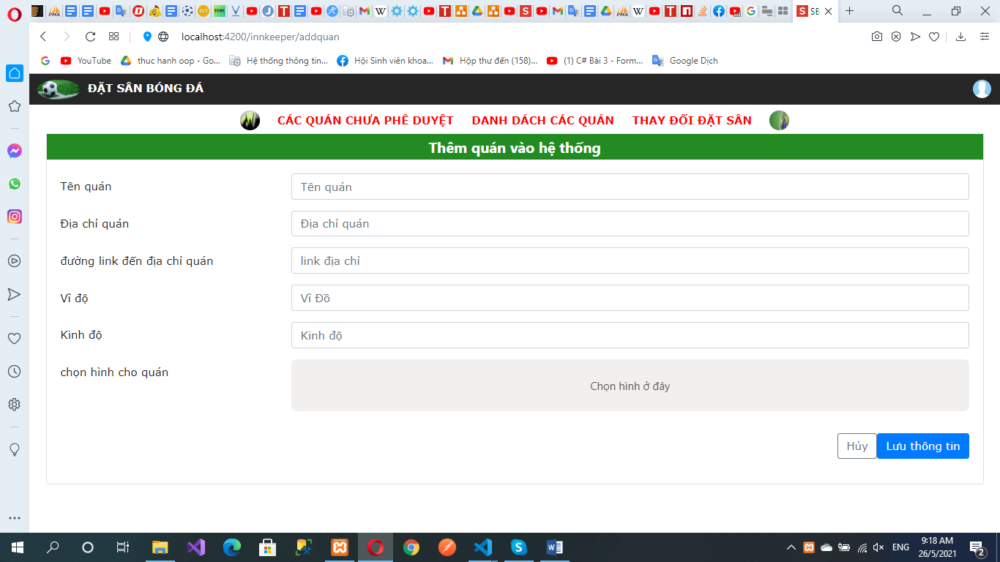 SE
localhost:4200/innkeeper/addquan
YouTube
thuc hanh oop - Go...
Hệ thống thông tin...
Hội Sinh viên khoa...
Hộp thư đến (158)...
(1) C# Bài 3 - Form...
Google Dịch
ĐẶT SÂN BÓNG ĐÁ
CÁC QUÁN CHƯA PHÊ DUYỆT DANH DÁCH CÁC QUÁN THAY ĐỔI ĐẶT SÂN
Thêm quán vào hệ thống
Tên quán Tên quán
Địa chỉ quán Địa chỉ quán
đường link đến địa chỉ quán link địa chỉ
Vĩ độ Vĩ Đồ
Kinh độ Kinh độ
chọn hình cho quán Chọn hình ở đây
Hủy Lưu thông tin
ENG
9:18 AM
26/5/2021
2